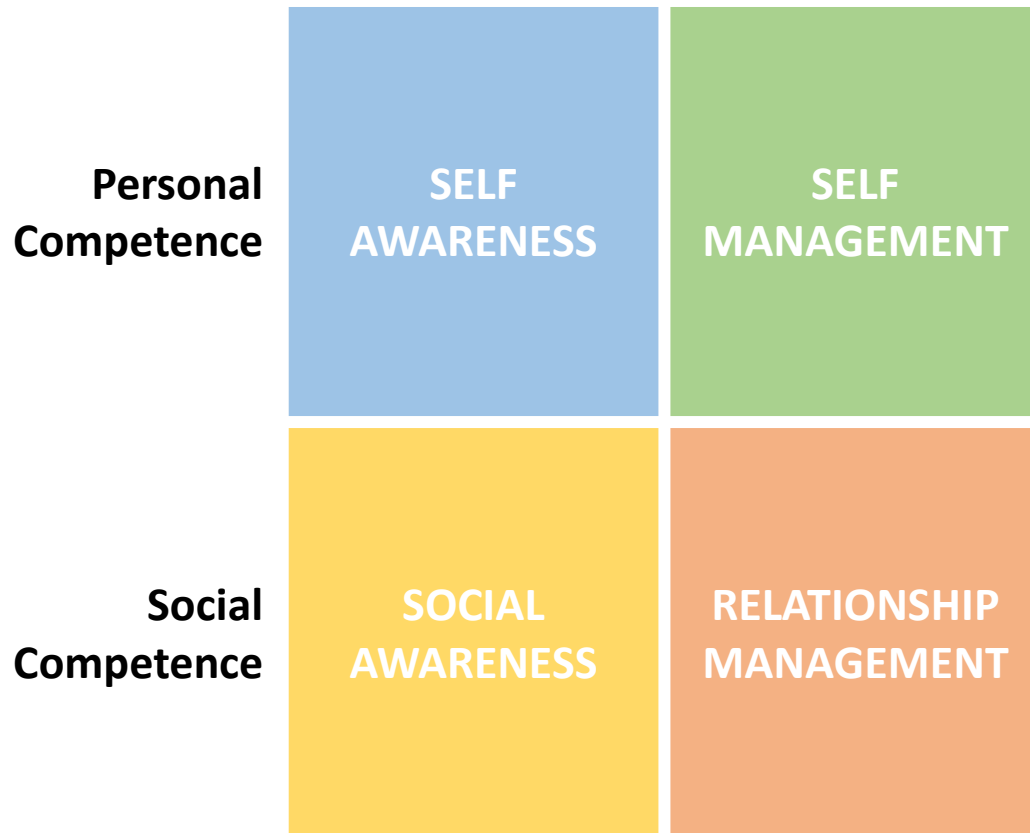 Personal
Competence
SELF
AWARENESS
SELF
MANAGEMENT
Social
Competence
SOCIAL
AWARENESS
RELATIONSHIP
MANAGEMENT